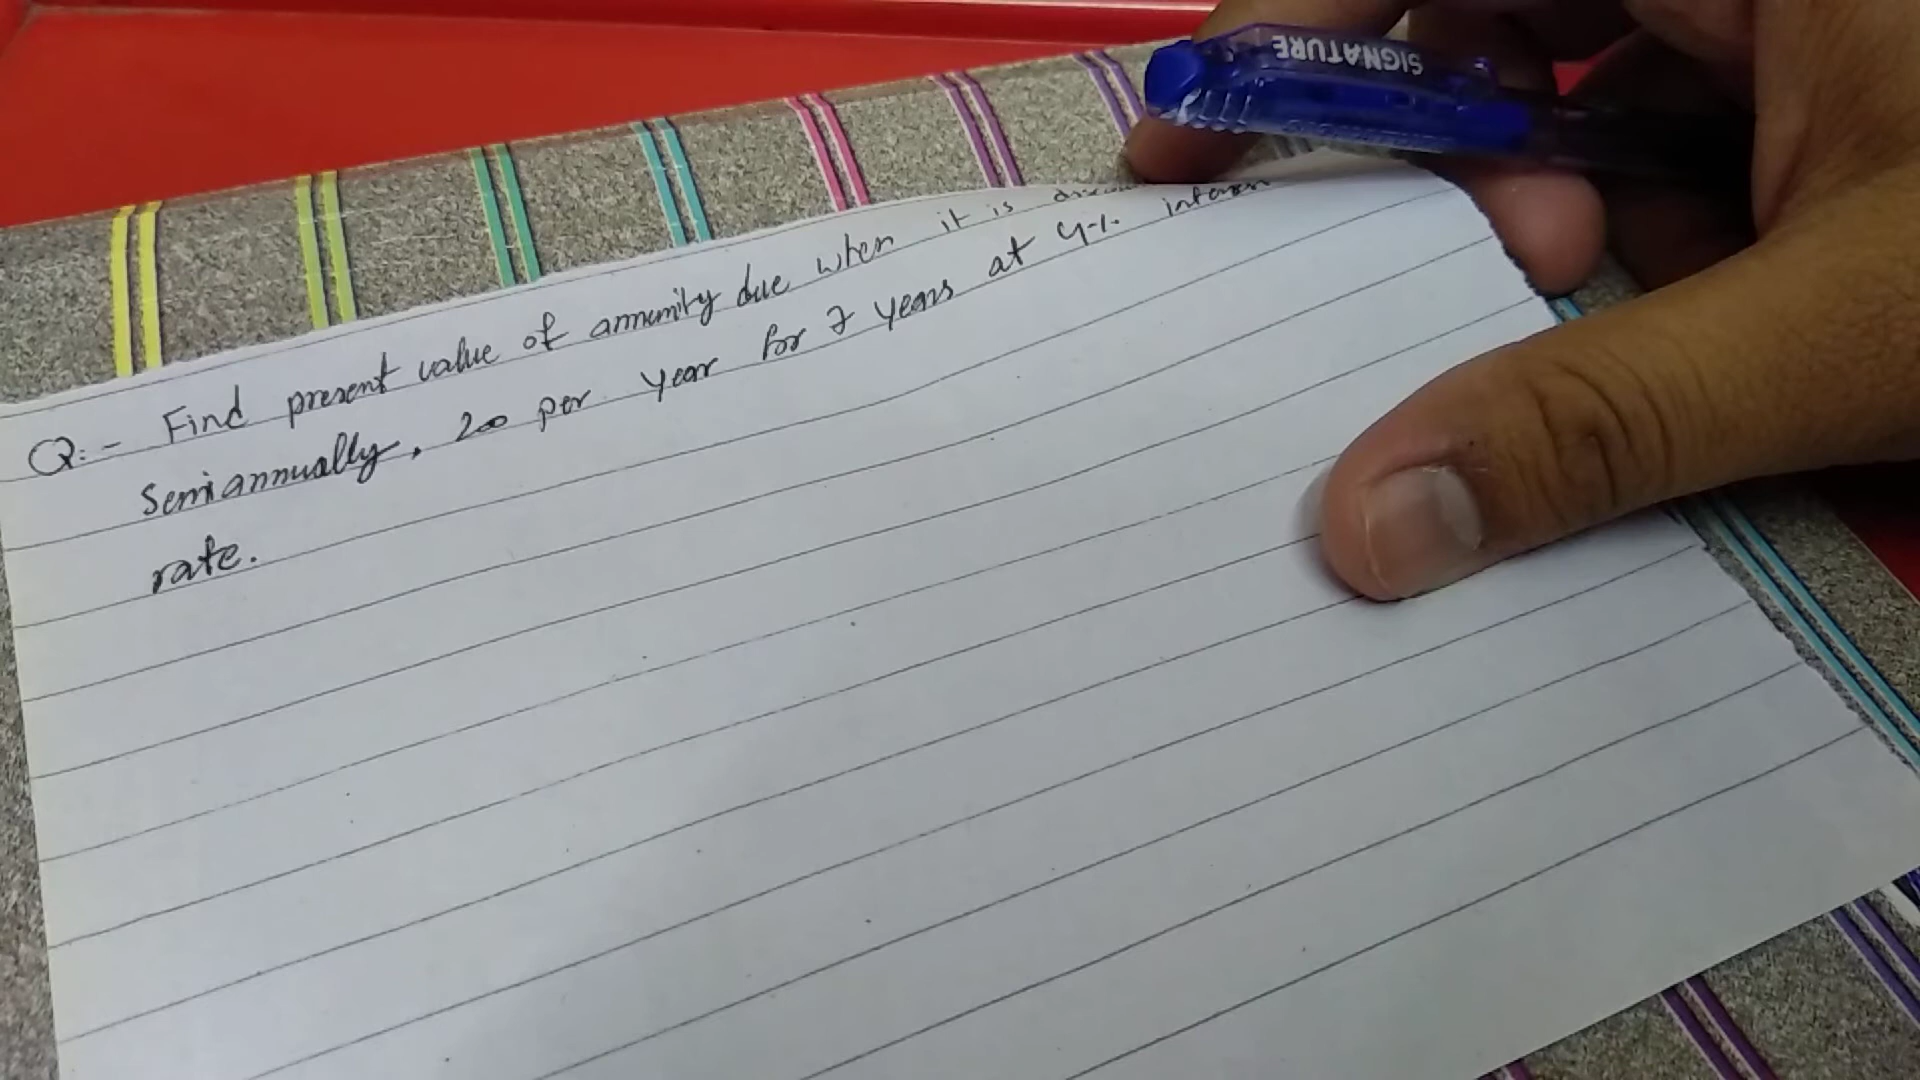 SIGNATURE
Q:- Find present value of annunity due when it is
Semiannually, 200 per year for 7 years at 4% interest
rate.